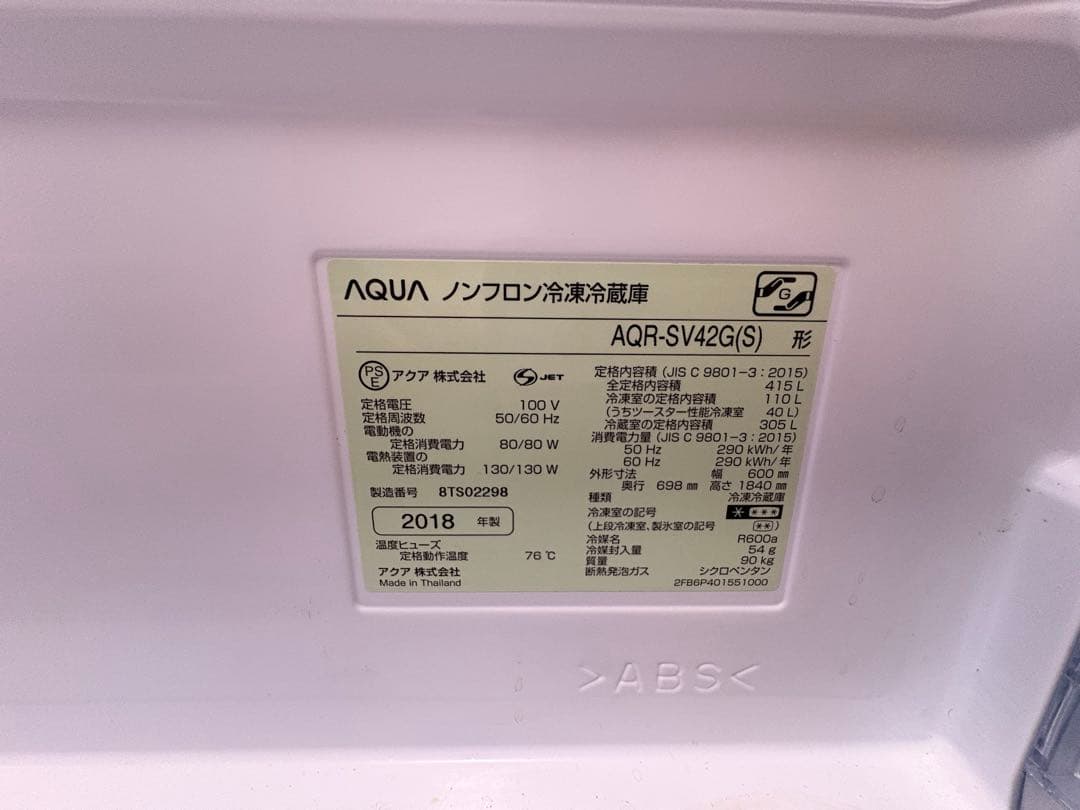 AQUA ノンフロン冷凍冷蔵庫
G
AQR-SV42G(S) 形
PS E アクア 株式会社 S JET
定格電圧 100 V
定格周波数 50/60 Hz
電動機の
定格消費電力 80/80 W
電熱装置の
定格消費電力 130/130 W
製造番号 8TS02298
2018 年製
温度ヒューズ
定格動作温度 76 ℃
アクア 株式会社
Made in Thailand
定格内容積 (JIS C 9801-3 : 2015)
全定格内容積 415 L
冷凍室の定格内容積 110 L
(うちツースター性能冷凍室 40 L)
冷蔵室の定格内容積 305 L
消費電力量 (JIS C 9801-3 : 2015)
50 Hz 290 kWh/年
60 Hz 290 kWh/年
外形寸法 幅 600 ㎜
奥行 698 ㎜ 高さ 1840 ㎜
種類 冷凍冷蔵庫
冷凍室の記号 * ***
(上段冷凍室、製氷室の記号 **)
冷媒名 R600a
冷媒封入量 54 g
質量 90 kg
断熱発泡ガス シクロペンタン
2FB6P401551000
>ABS<